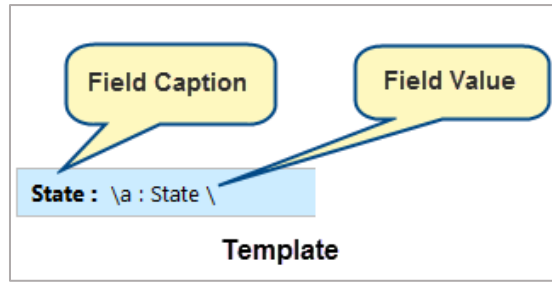 Field Caption
Field Value
State : \a : State \
Template